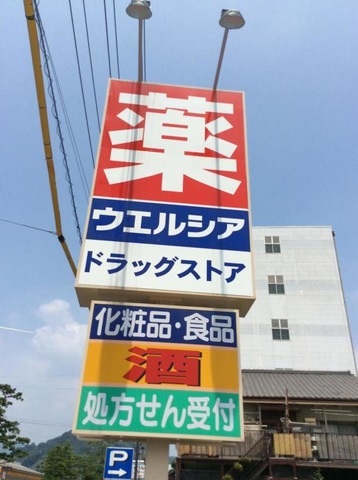 薬
ウエルシア
ドラッグストア
化粧品・食品
酒
処方せん受付
P